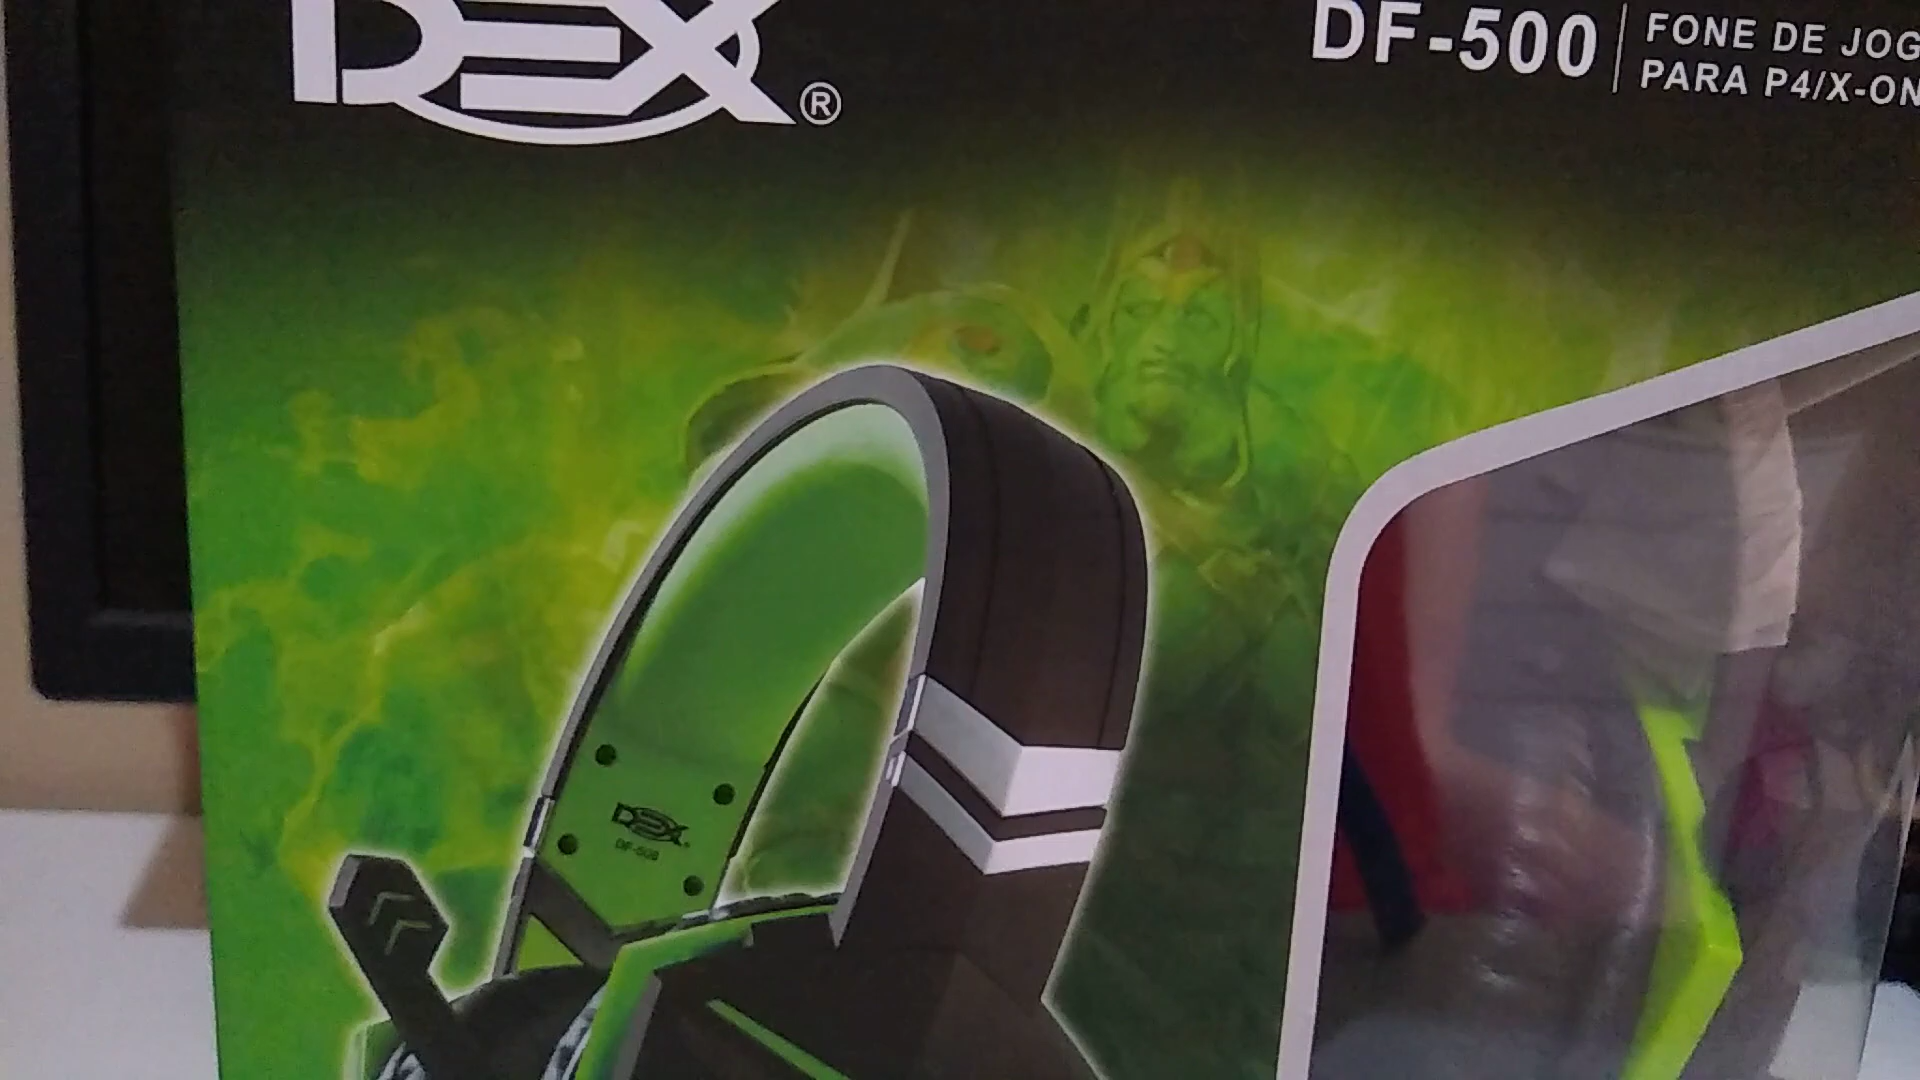 DEX®
DF-500
FONE DE JOG
PARA P4/X-ON
DEX
DF-500